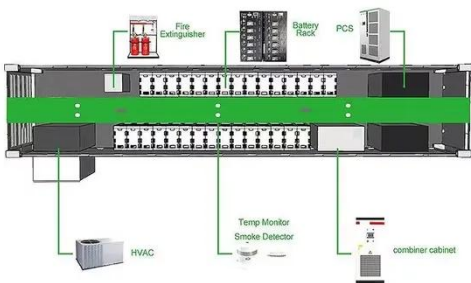 Fire
Extinguisher
Battery
Rack
PCS
HVAC
Temp Monitor
Smoke Detector
combiner cabinet